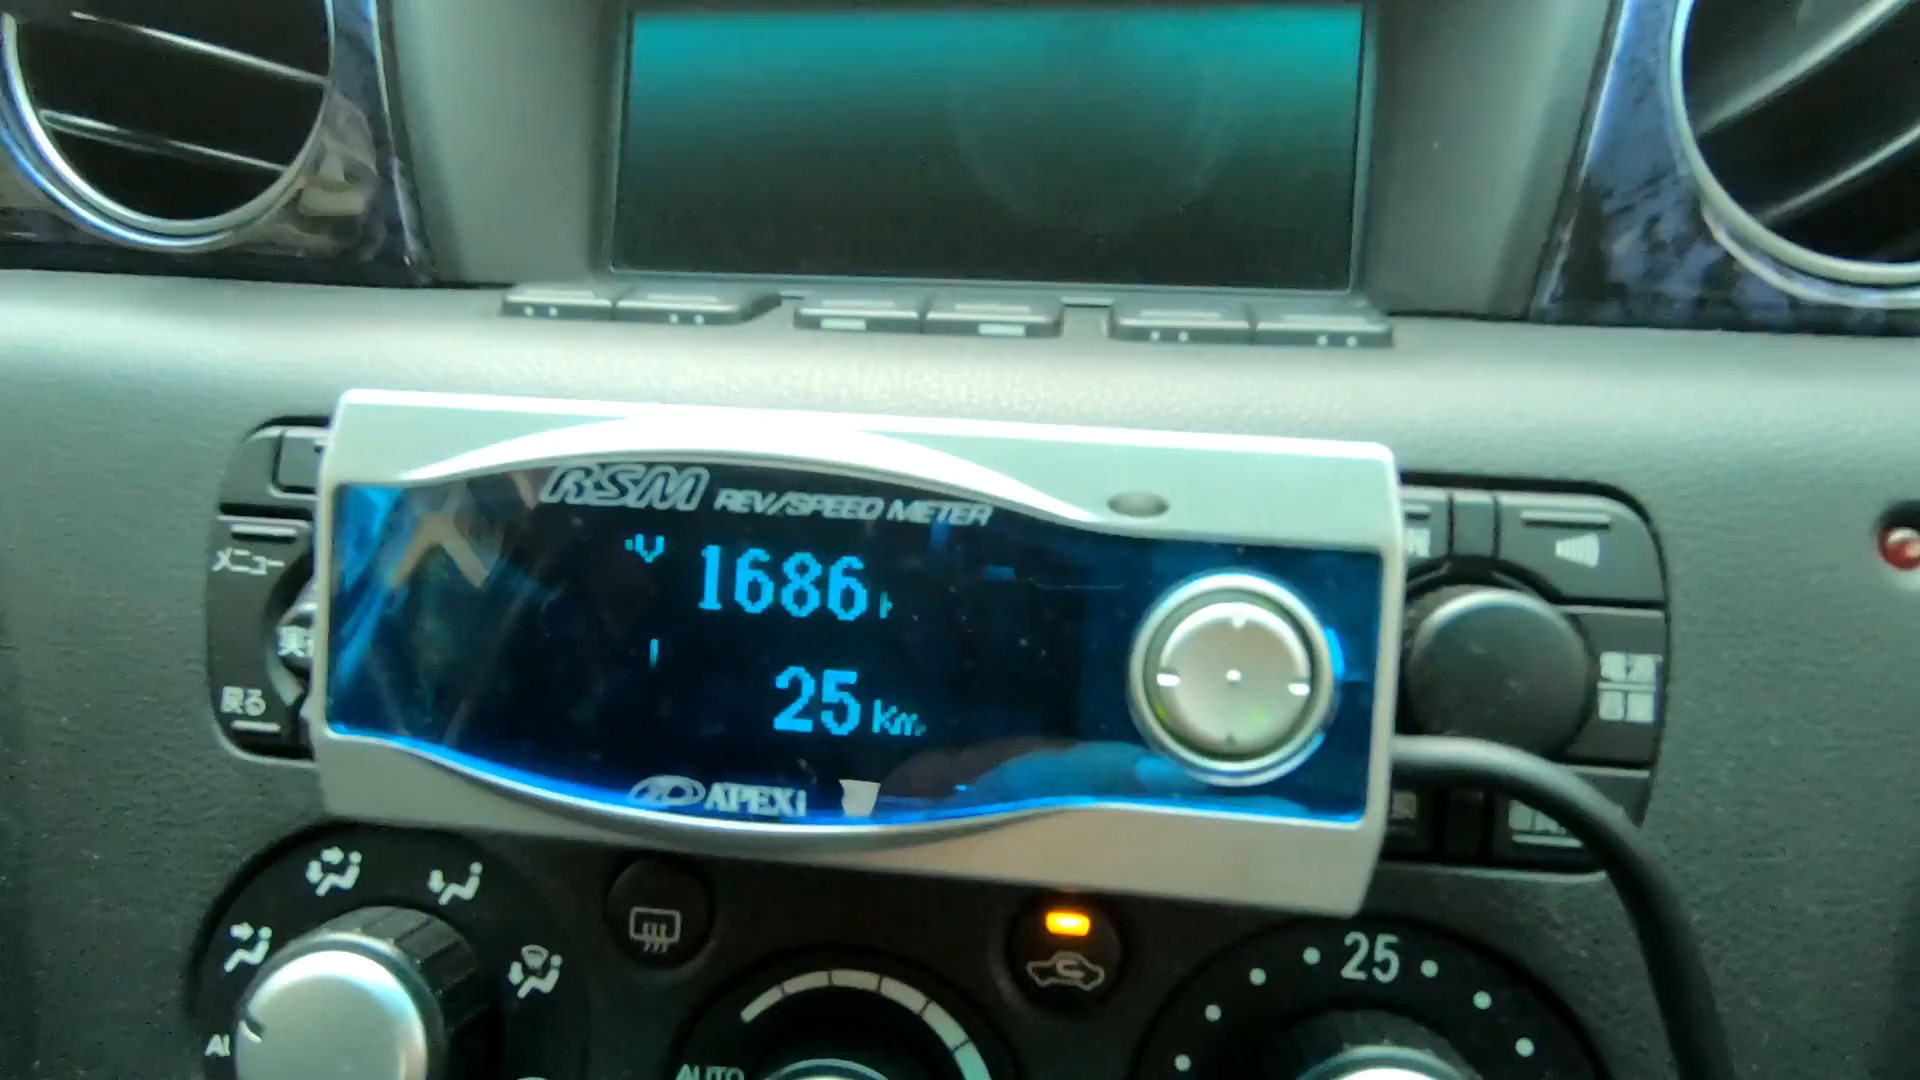 RSM REV/SPEED METER
1686
25 Km
APEXi
メニュー
戻る
25
AUTO